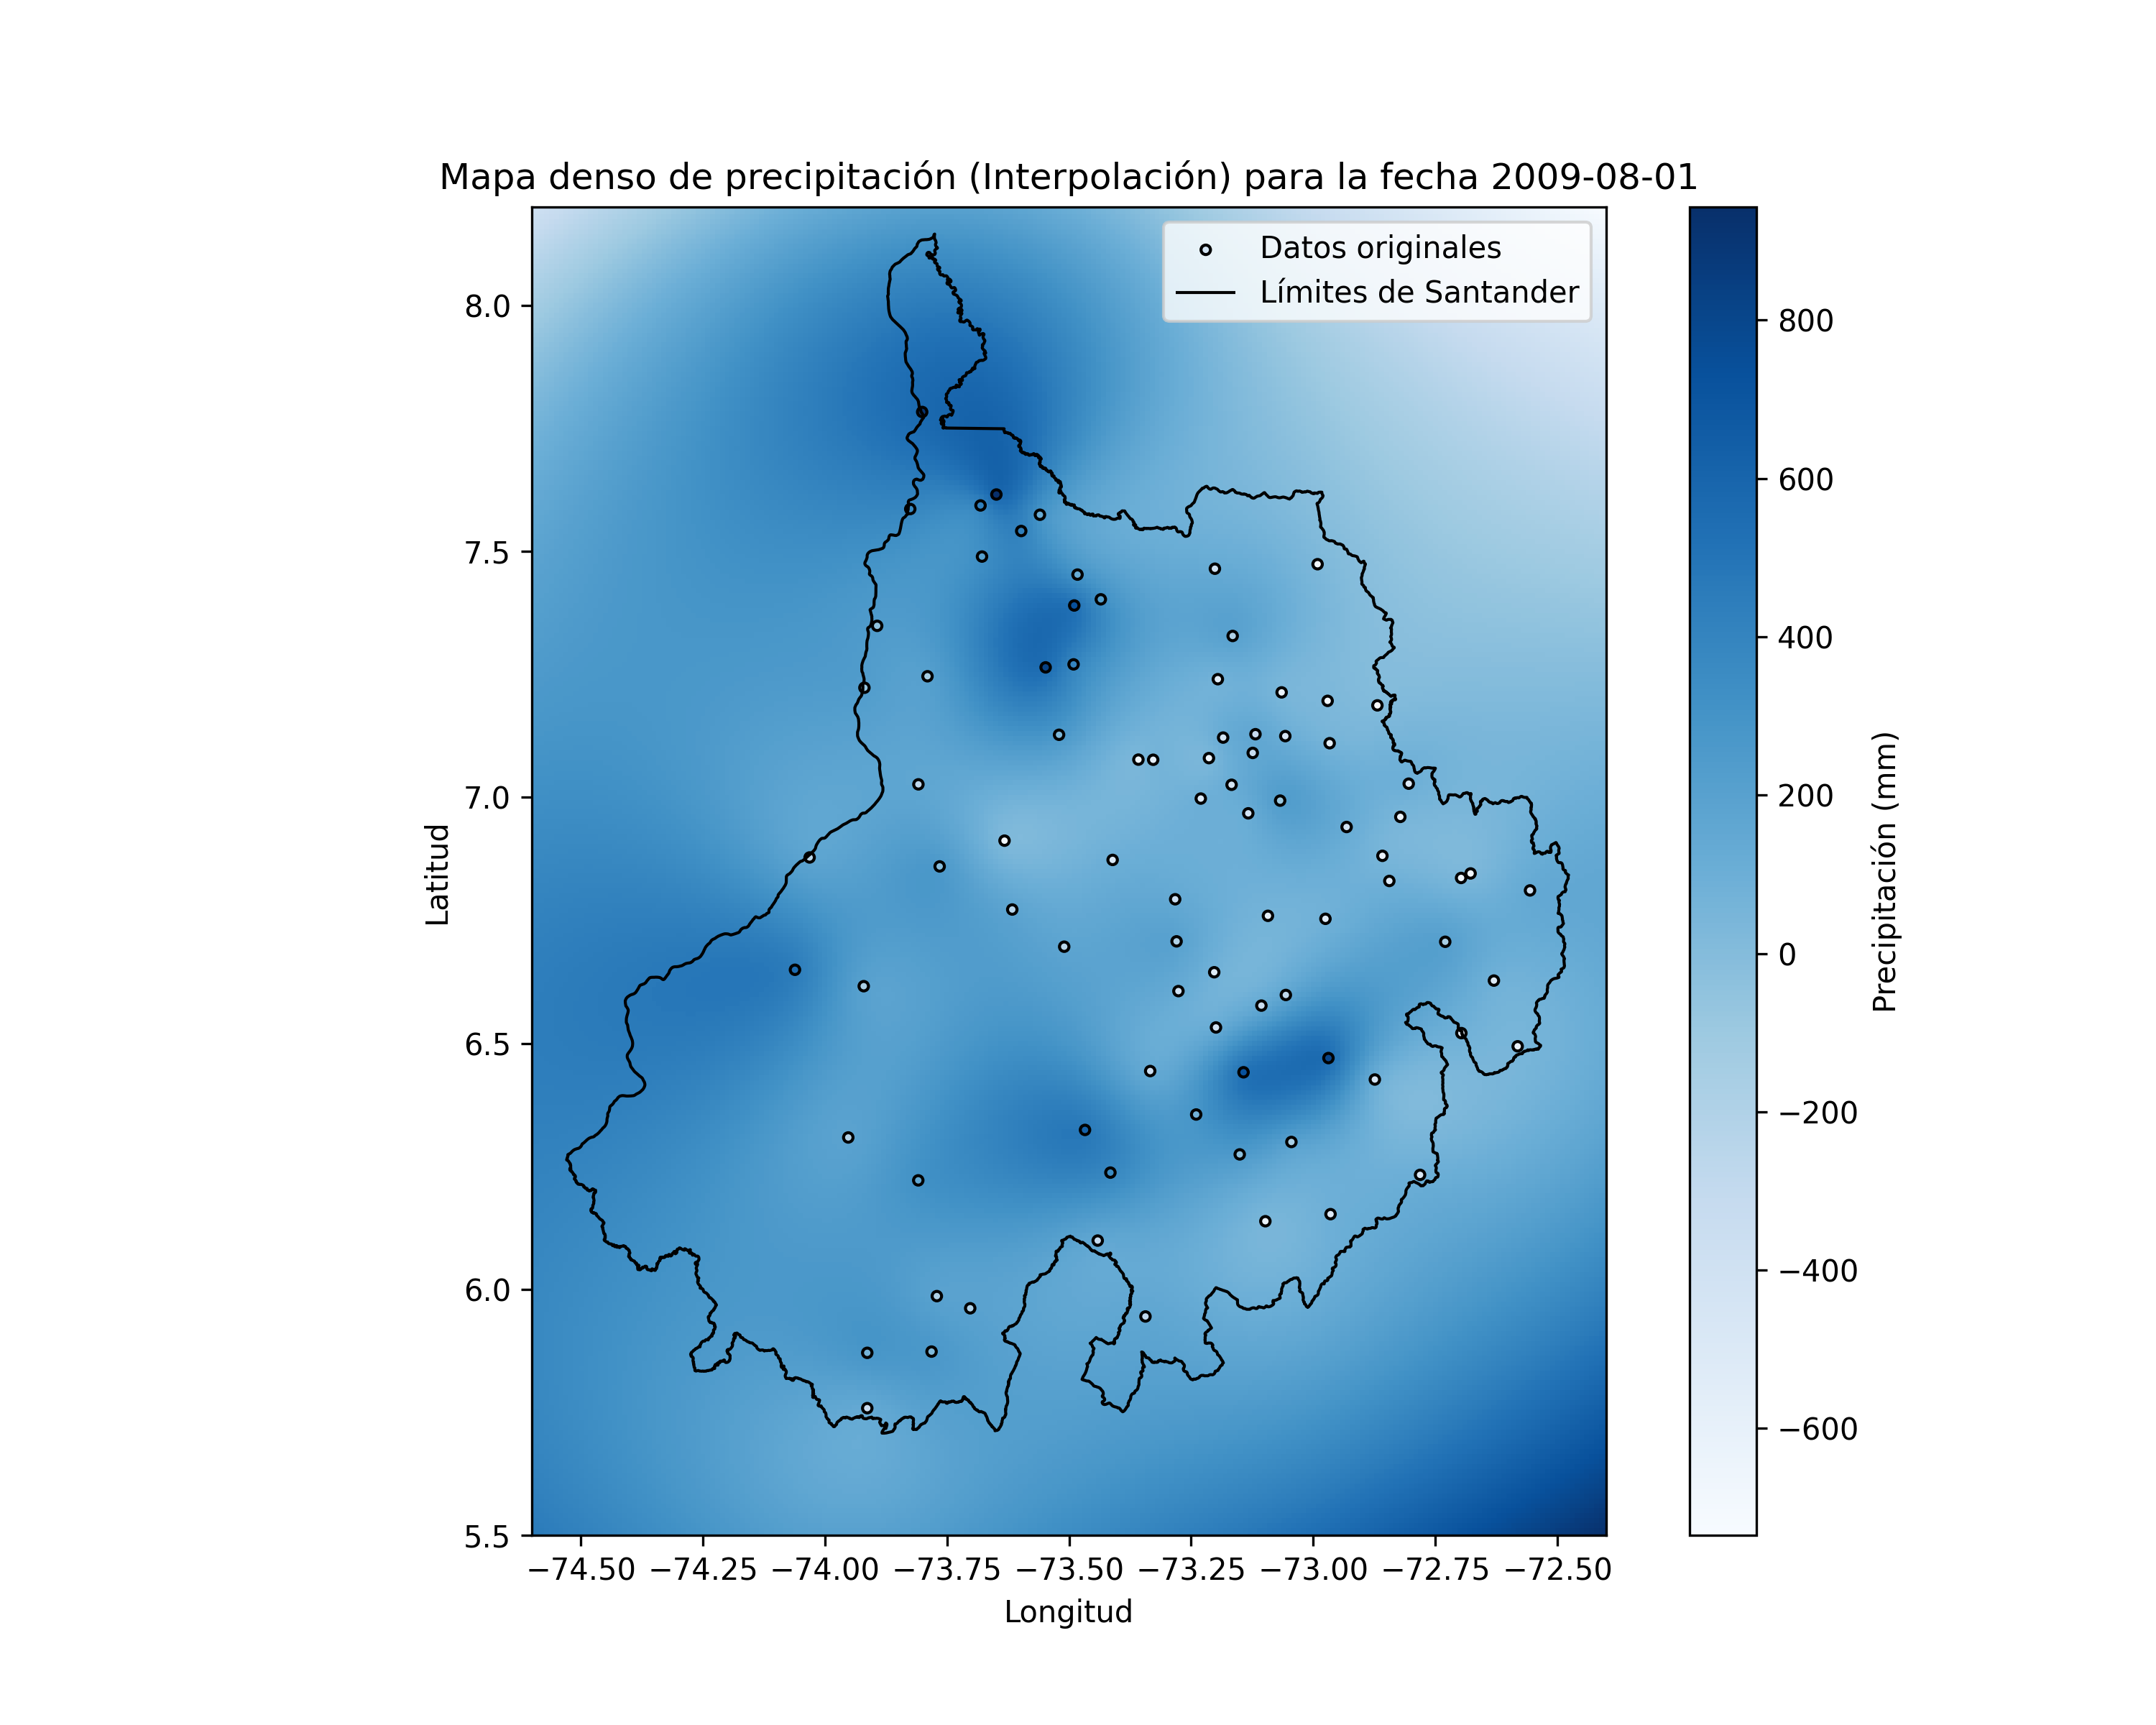 Mapa denso de precipitación (Interpolación) para la fecha 2009-08-01
Datos originales
Límites de Santander
8.0
7.5
7.0
6.5
6.0
5.5
Latitud
−74.50 −74.25 −74.00 −73.75 −73.50 −73.25 −73.00 −72.75 −72.50
Longitud
800
600
400
200
0
−200
−400
−600
Precipitación (mm)